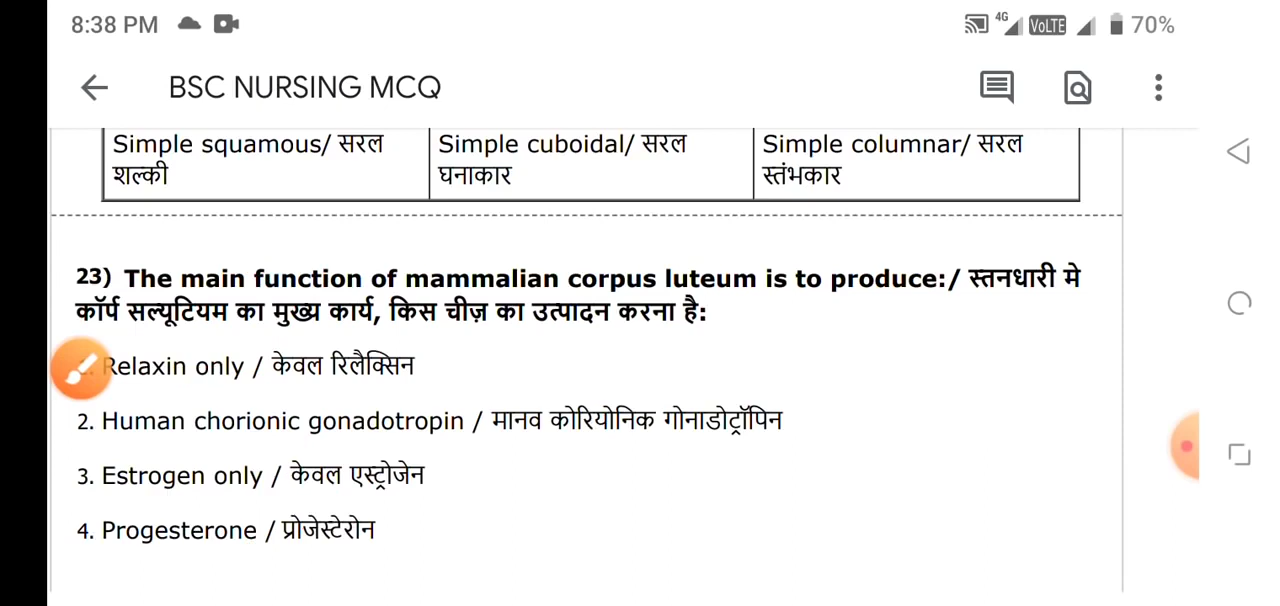 8:38 PM 4G VoLTE 70%
BSC NURSING MCQ
Simple squamous/ सरल Simple cuboidal/ सरल Simple columnar/ सरल
शल्की घनाकार स्तंभकार
23) The main function of mammalian corpus luteum is to produce:/ स्तनधारी मे
कॉर्प सल्यूटियम का मुख्य कार्य, किस चीज़ का उत्पादन करना है:
Relaxin only / केवल रिलैक्सिन
2. Human chorionic gonadotropin / मानव कोरियोनिक गोनाडोट्रॉपिन
3. Estrogen only / केवल एस्ट्रोजेन
4. Progesterone / प्रोजेस्टेरोन